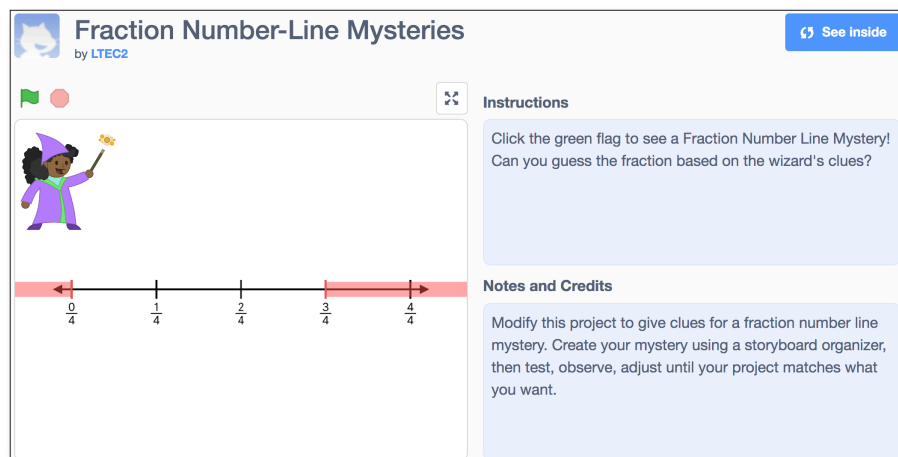 Fraction Number-Line Mysteries
by LTEC2
See inside
Instructions
Click the green flag to see a Fraction Number Line Mystery!
Can you guess the fraction based on the wizard's clues?
0/4 1/4 2/4 3/4 4/4
Notes and Credits
Modify this project to give clues for a fraction number line
mystery. Create your mystery using a storyboard organizer,
then test, observe, adjust until your project matches what
you want.